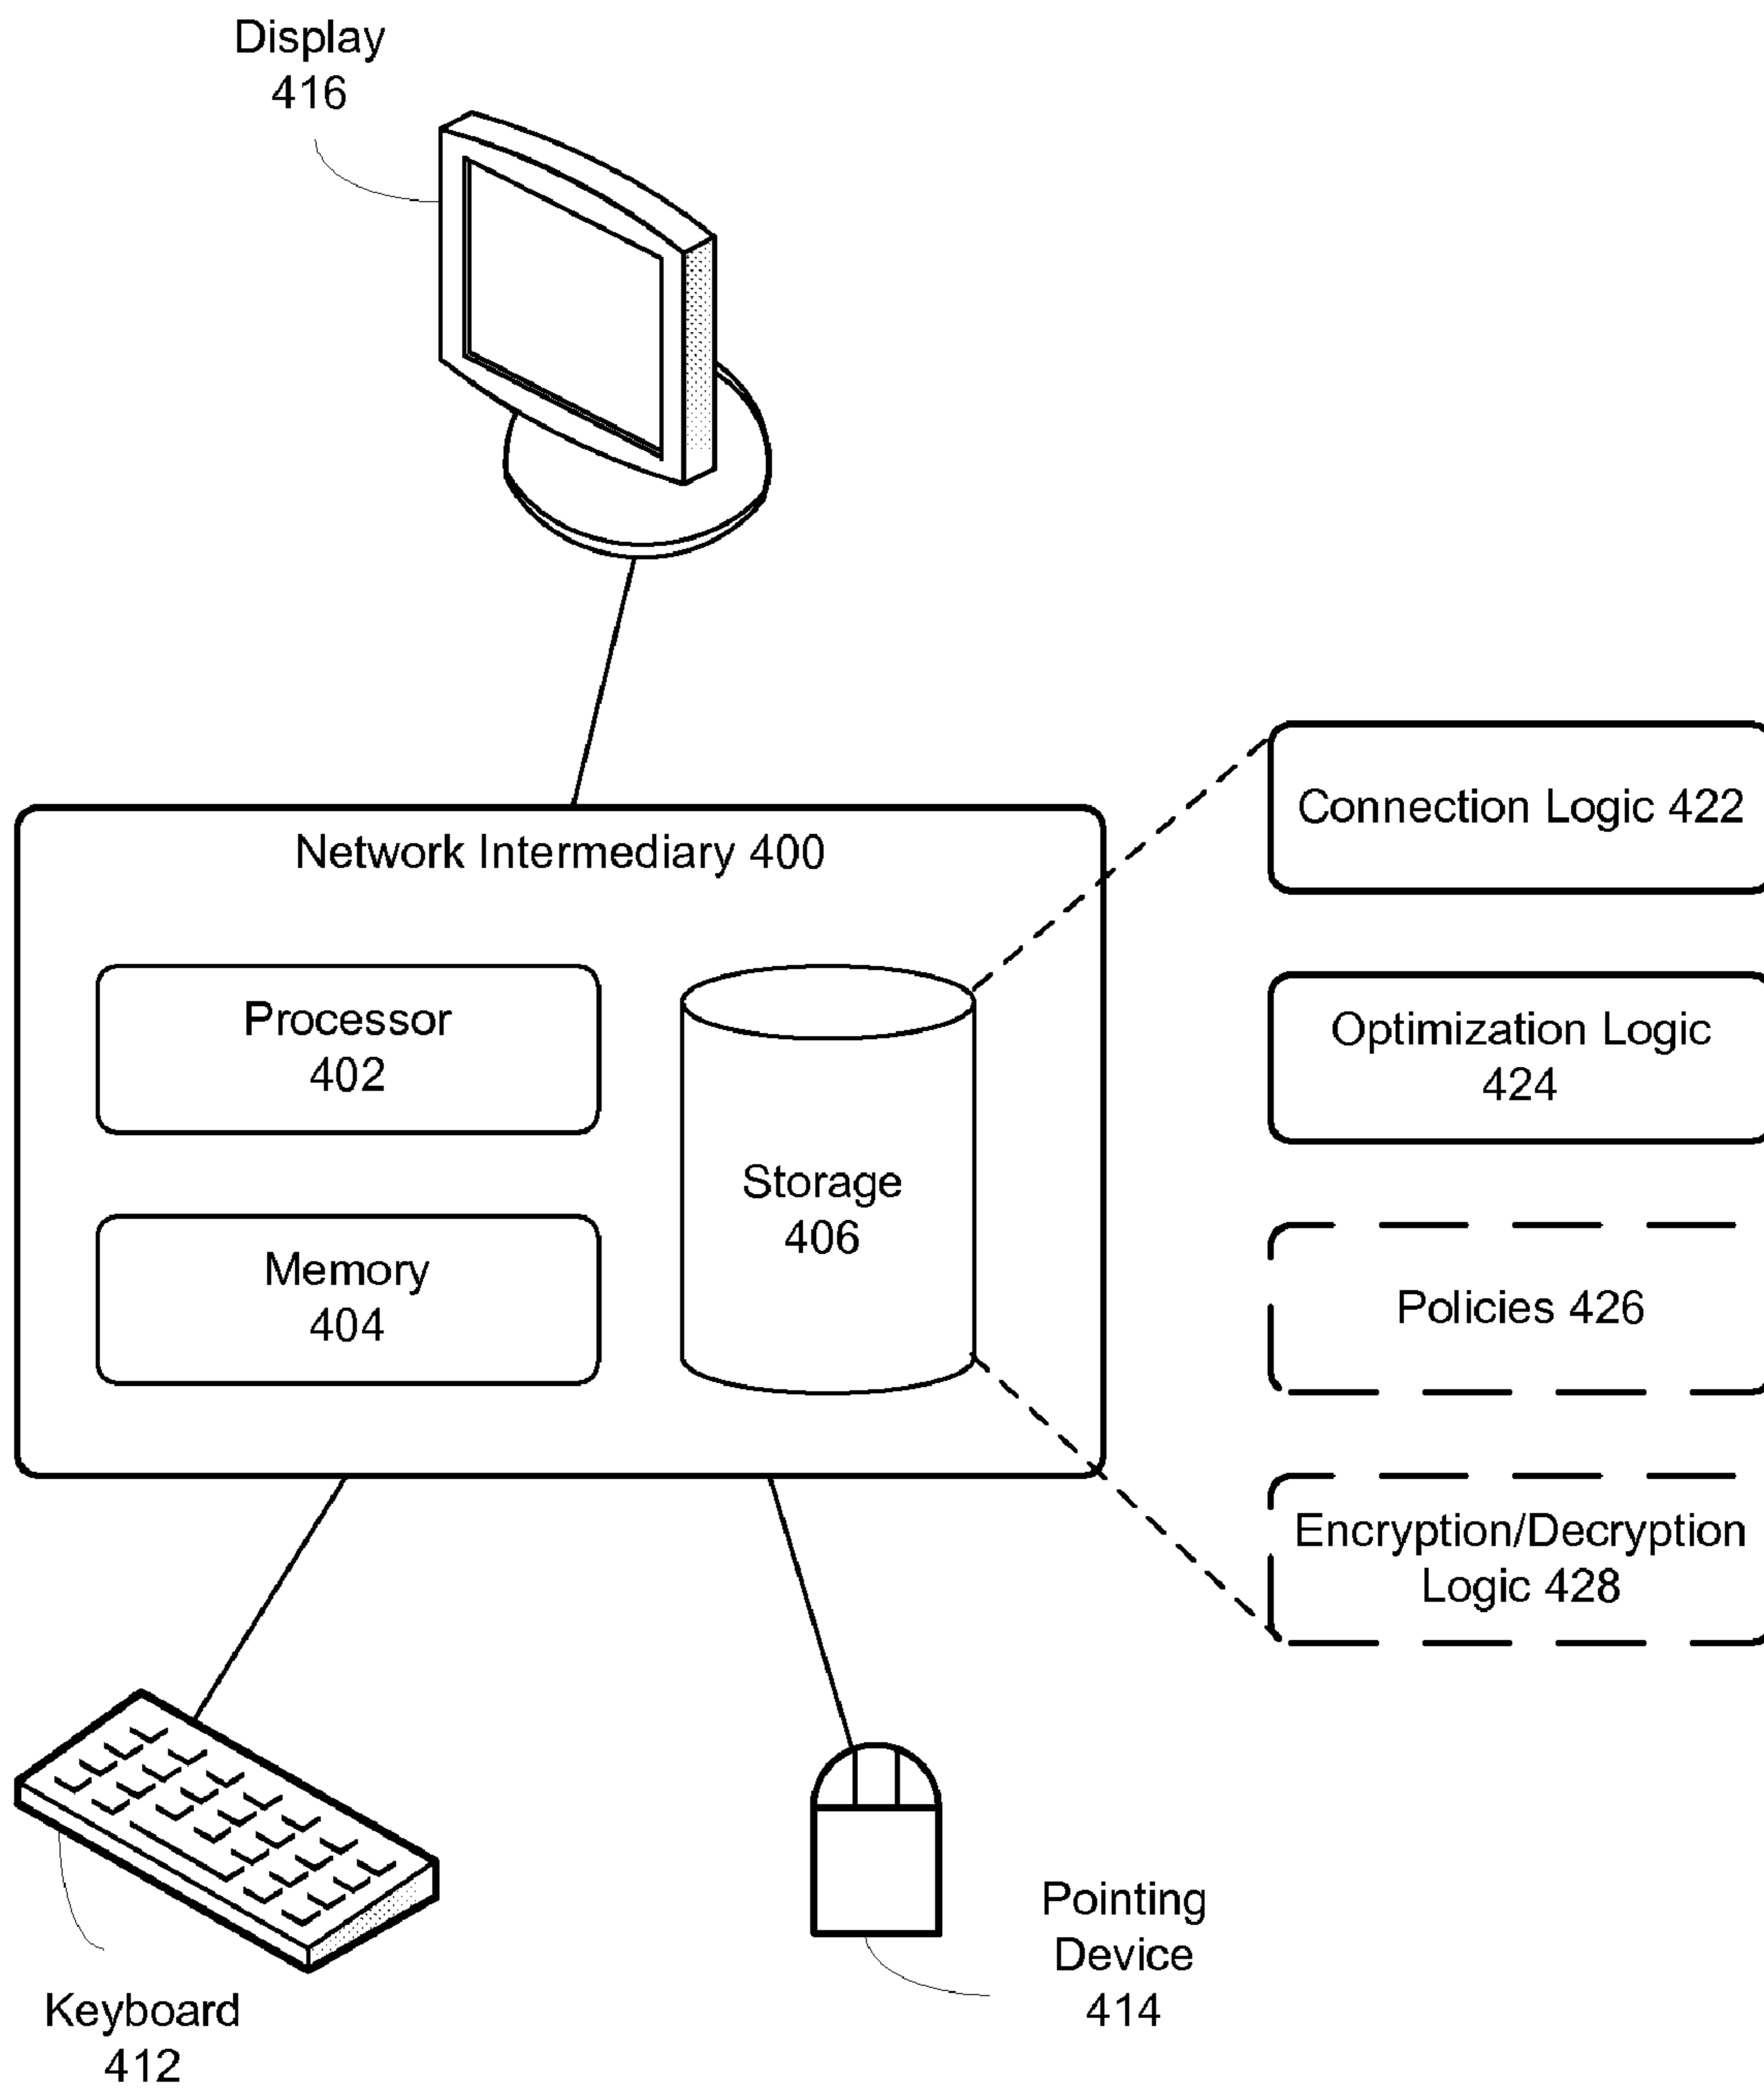 Display
416
Network Intermediary 400
Processor
402
Memory
404
Storage
406
Connection Logic 422
Optimization Logic
424
Policies 426
Encryption/Decryption
Logic 428
Keyboard
412
Pointing
Device
414